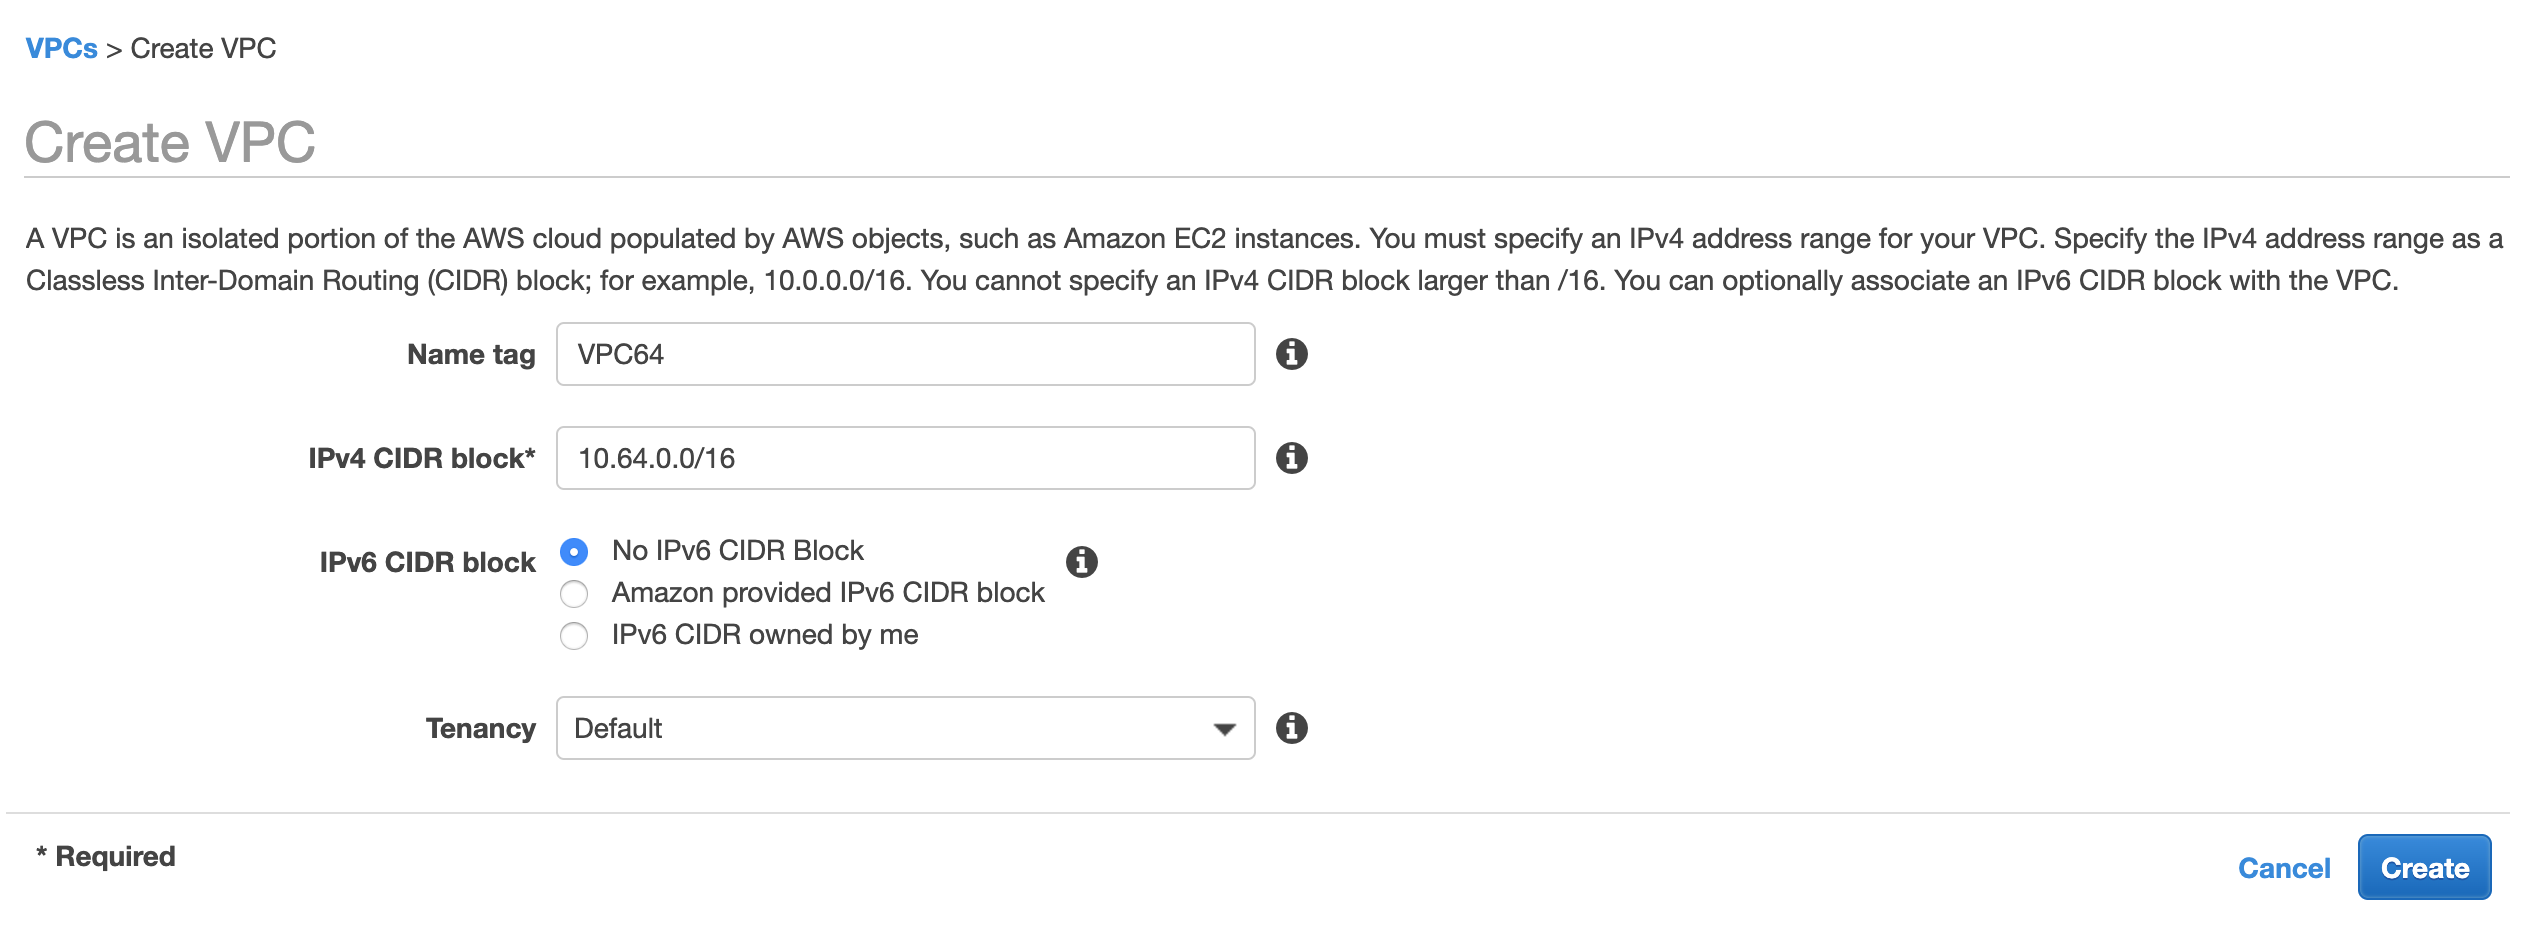 VPCs > Create VPC
Create VPC
A VPC is an isolated portion of the AWS cloud populated by AWS objects, such as Amazon EC2 instances. You must specify an IPv4 address range for your VPC. Specify the IPv4 address range as a
Classless Inter-Domain Routing (CIDR) block; for example, 10.0.0.0/16. You cannot specify an IPv4 CIDR block larger than /16. You can optionally associate an IPv6 CIDR block with the VPC.
Name tag VPC64
IPv4 CIDR block* 10.64.0.0/16
IPv6 CIDR block No IPv6 CIDR Block
Amazon provided IPv6 CIDR block
IPv6 CIDR owned by me
Tenancy Default
* Required
Cancel Create